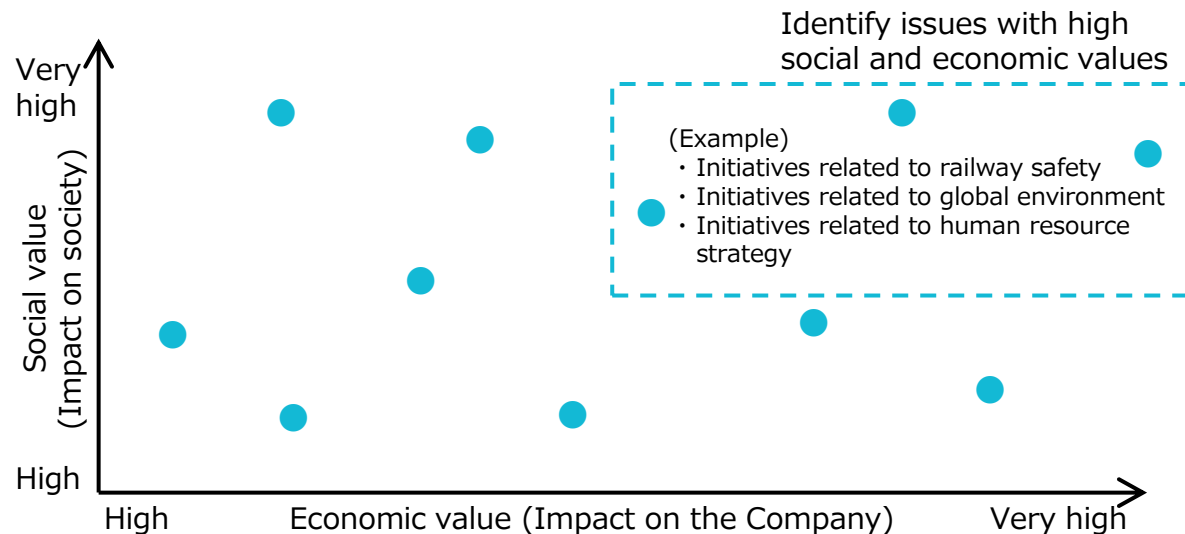 Identify issues with high
social and economic values
Very
high
(Example)
・Initiatives related to railway safety
・Initiatives related to global environment
・Initiatives related to human resource
strategy
Social value
(Impact on society)
High
High
Economic value (Impact on the Company)
Very high